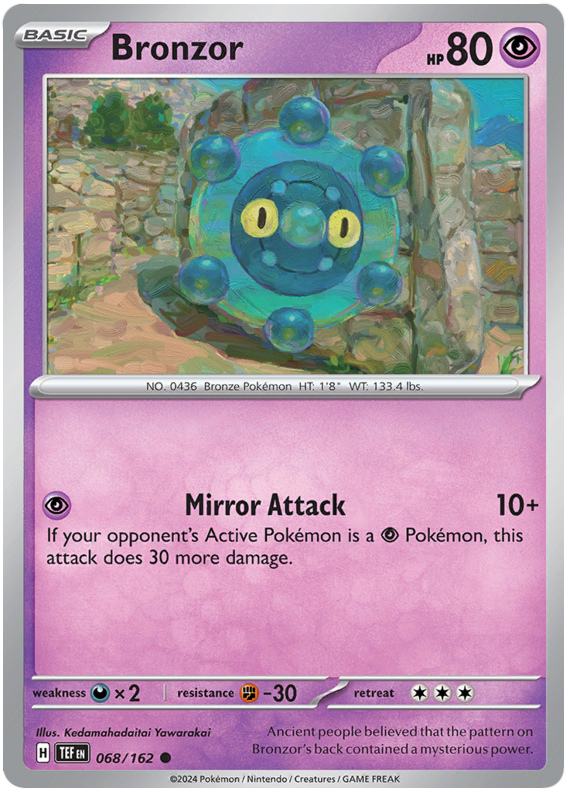 BASIC
Bronzor
HP 80
NO. 0436 Bronze Pokémon HT: 1'8" WT: 133.4 lbs.
Mirror Attack 10+
If your opponent's Active Pokémon is a Pokémon, this
attack does 30 more damage.
weakness ×2 resistance -30 retreat
Illus. Kedamahadaitai Yawarakai
Ancient people believed that the pattern on
Bronzor's back contained a mysterious power.
H TEF EN 068/162
©2024 Pokémon / Nintendo / Creatures / GAME FREAK